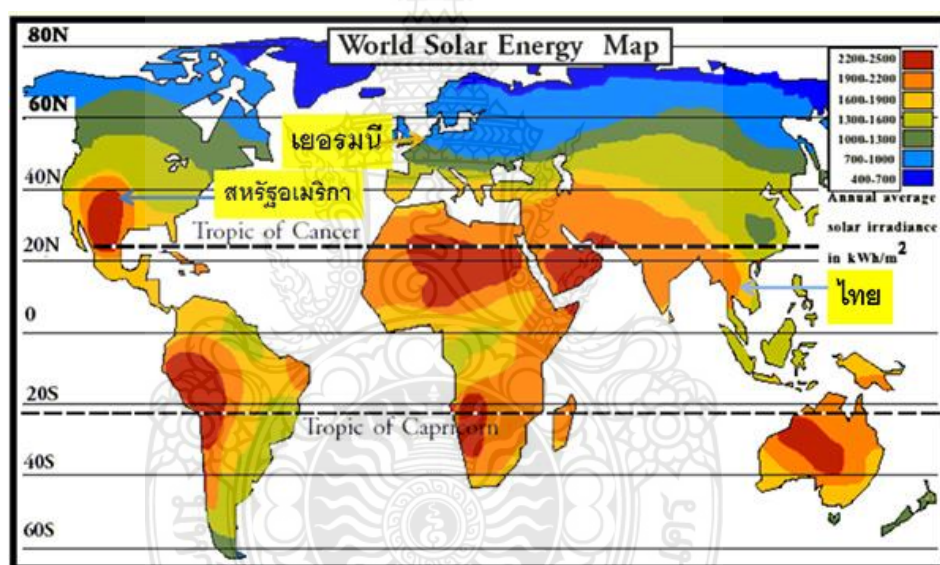 World Solar Energy Map
80N
60N
40N
20N
0
20S
40S
60S
เยอรมนี
สหรัฐอเมริกา
Tropic of Cancer
ไทย
Tropic of Capricorn
2200-2500
1900-2200
1600-1900
1300-1600
1000-1300
700-1000
400-700
Annual average
solar irradiance
in kWh/m²